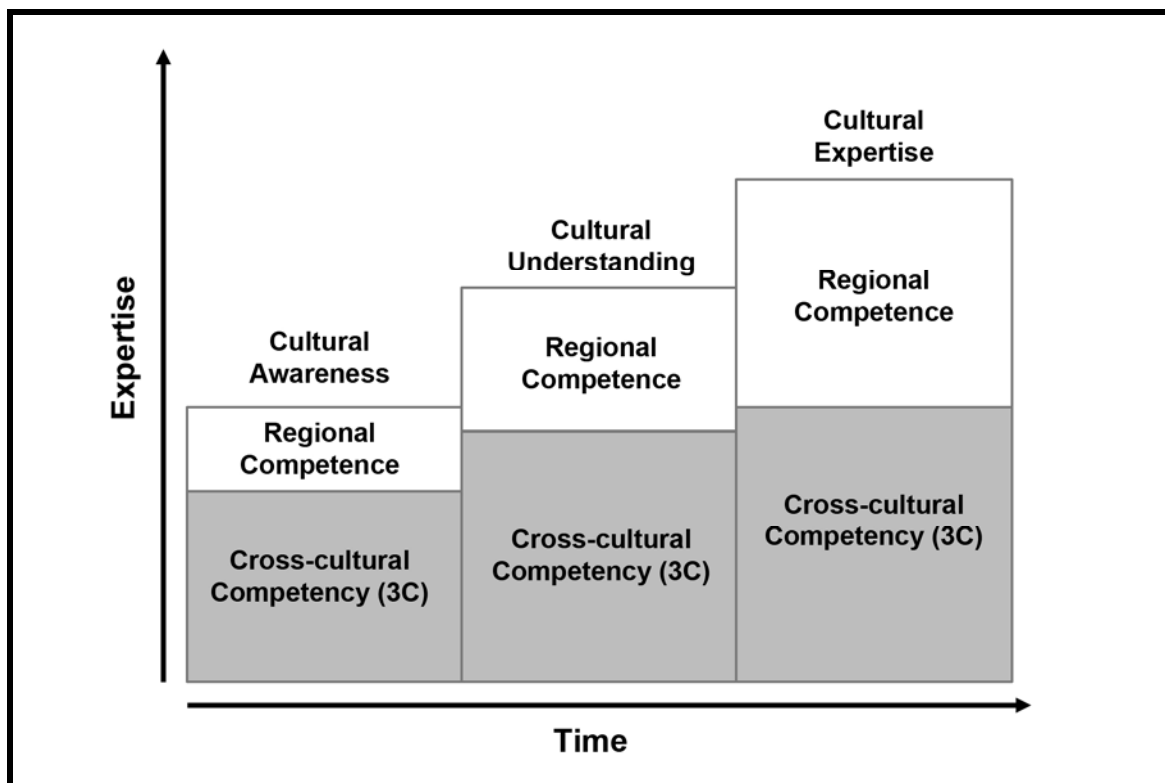 Expertise
Cultural
Awareness
Regional
Competence
Cross-cultural
Competency (3C)
Cultural
Understanding
Regional
Competence
Cross-cultural
Competency (3C)
Cultural
Expertise
Regional
Competence
Cross-cultural
Competency (3C)
Time